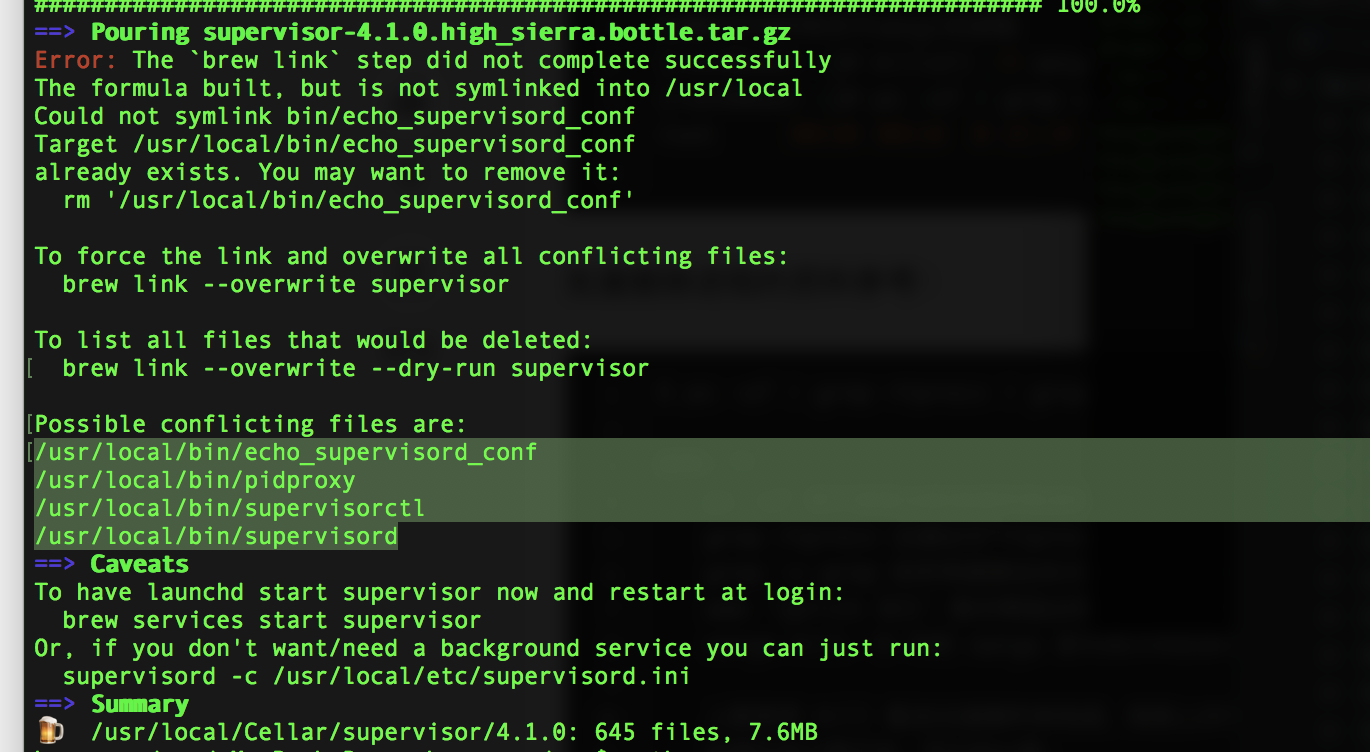 ######################################################################## 100.0%
==> Pouring supervisor-4.1.0.high_sierra.bottle.tar.gz
Error: The `brew link` step did not complete successfully
The formula built, but is not symlinked into /usr/local
Could not symlink bin/echo_supervisord_conf
Target /usr/local/bin/echo_supervisord_conf
already exists. You may want to remove it:
  rm '/usr/local/bin/echo_supervisord_conf'

To force the link and overwrite all conflicting files:
  brew link --overwrite supervisor

To list all files that would be deleted:
[  brew link --overwrite --dry-run supervisor

[Possible conflicting files are:
[/usr/local/bin/echo_supervisord_conf
/usr/local/bin/pidproxy
/usr/local/bin/supervisorctl
/usr/local/bin/supervisord
==> Caveats
To have launchd start supervisor now and restart at login:
  brew services start supervisor
Or, if you don't want/need a background service you can just run:
  supervisord -c /usr/local/etc/supervisord.ini
==> Summary
🍺  /usr/local/Cellar/supervisor/4.1.0: 645 files, 7.6MB